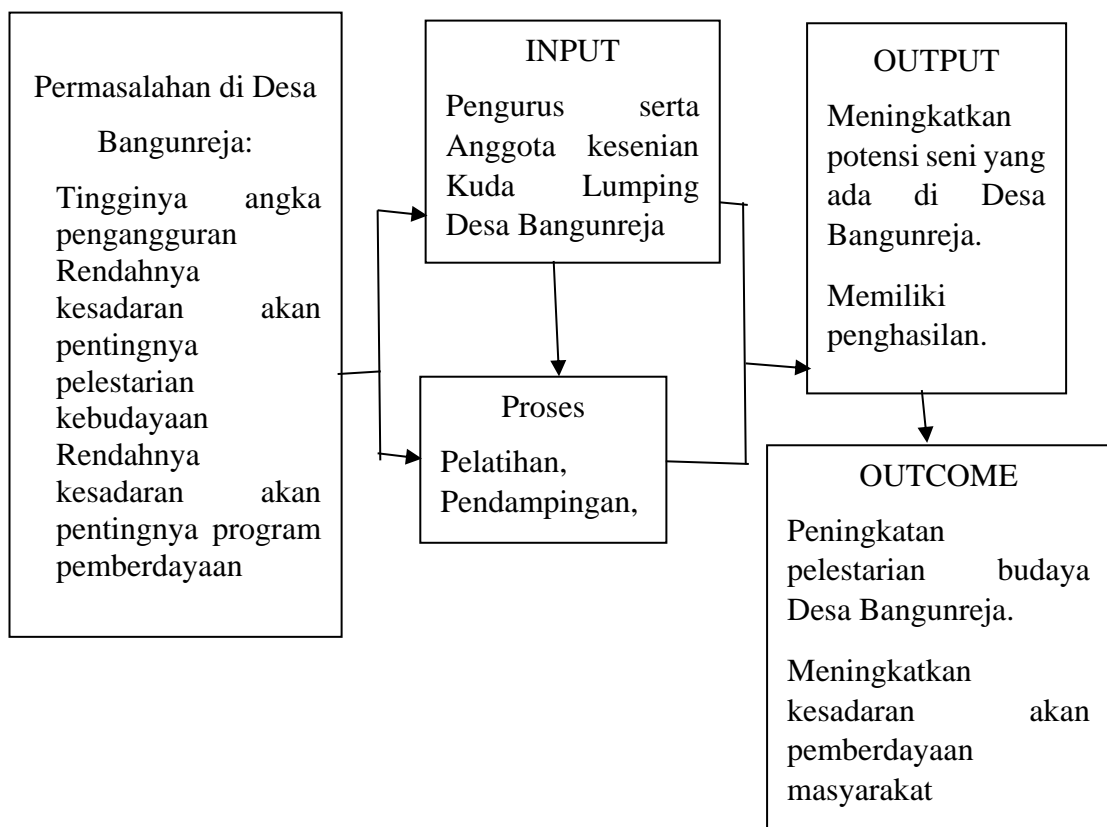 Permasalahan di Desa
Bangunreja:
Tingginya angka
pengangguran
Rendahnya
kesadaran akan
pentingnya
pelestarian
kebudayaan
Rendahnya
kesadaran akan
pentingnya program
pemberdayaan
INPUT
Pengurus serta
Anggota kesenian
Kuda Lumping
Desa Bangunreja
Proses
Pelatihan,
Pendampingan,
OUTPUT
Meningkatkan
potensi seni yang
ada di Desa
Bangunreja.
Memiliki
penghasilan.
OUTCOME
Peningkatan
pelestarian budaya
Desa Bangunreja.
Meningkatkan
kesadaran akan
pemberdayaan
masyarakat